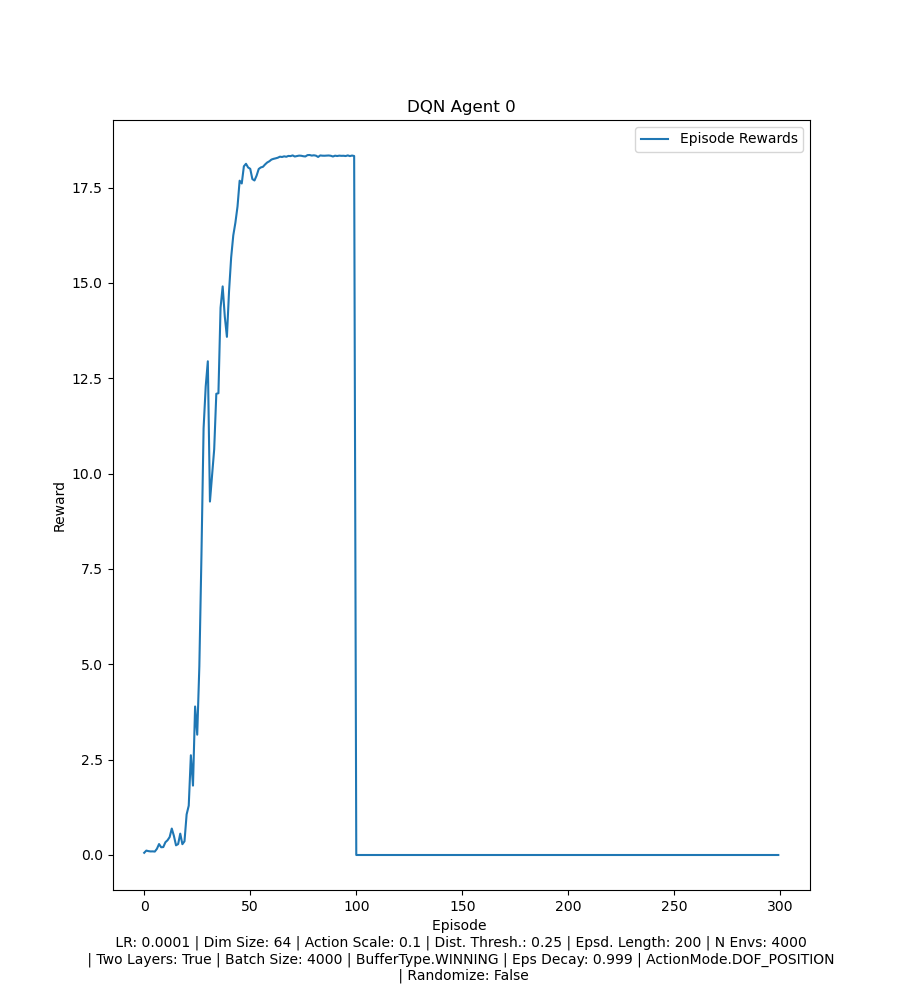 DQN Agent 0
Episode Rewards
17.5
15.0
12.5
10.0
7.5
5.0
2.5
0.0
Reward
0 50 100 150 200 250 300
Episode
LR: 0.0001 | Dim Size: 64 | Action Scale: 0.1 | Dist. Thresh.: 0.25 | Epsd. Length: 200 | N Envs: 4000
| Two Layers: True | Batch Size: 4000 | BufferType.WINNING | Eps Decay: 0.999 | ActionMode.DOF_POSITION
| Randomize: False